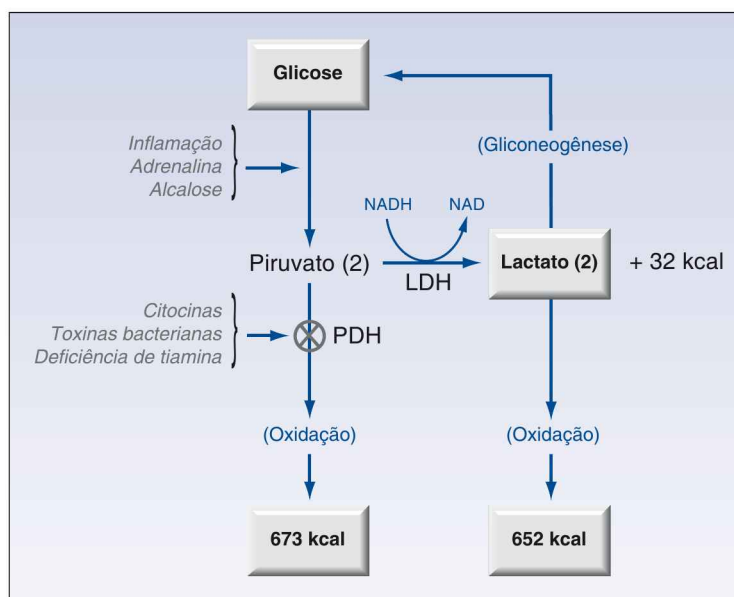 Glicose
Inflamação
Adrenalina
Alcalose
(Gliconeogênese)
NADH NAD
Piruvato (2)
LDH
Lactato (2) + 32 kcal
Citocinas
Toxinas bacterianas
Deficiência de tiamina
PDH
(Oxidação) (Oxidação)
673 kcal 652 kcal